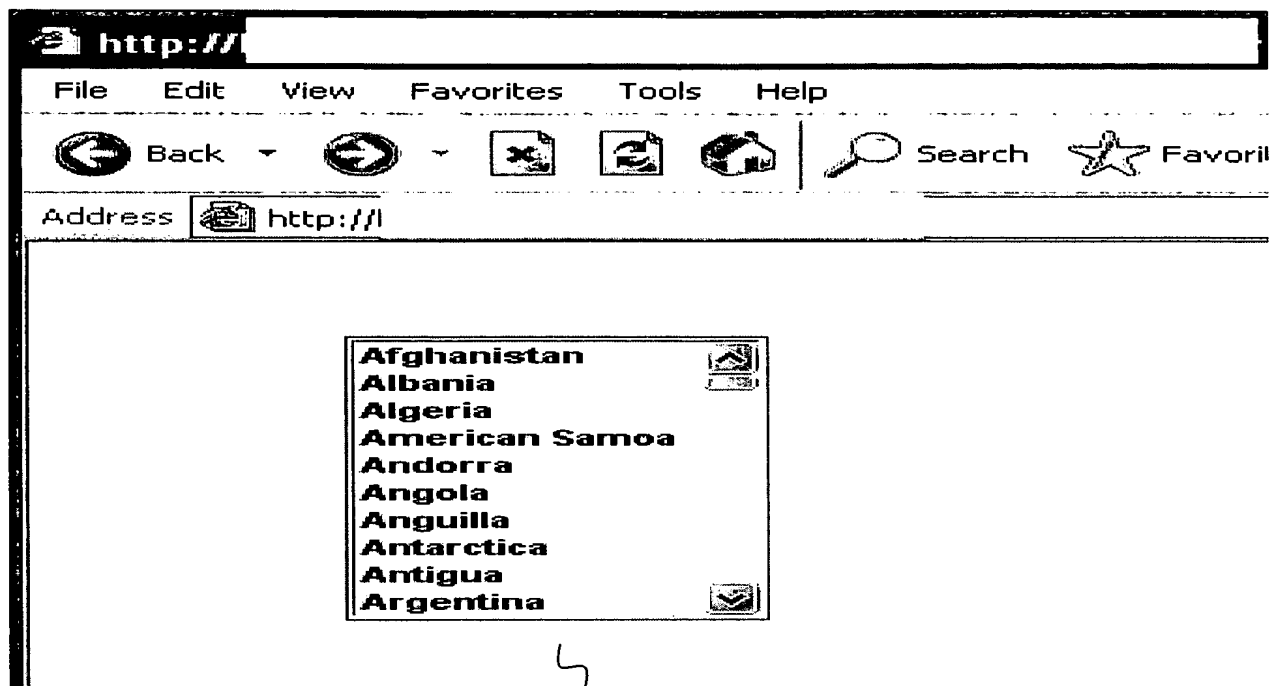 http://l
File Edit View Favorites Tools Help
Back Search Favorit
Address http://l
Afghanistan
Albania
Algeria
American Samoa
Andorra
Angola
Anguilla
Antarctica
Antigua
Argentina